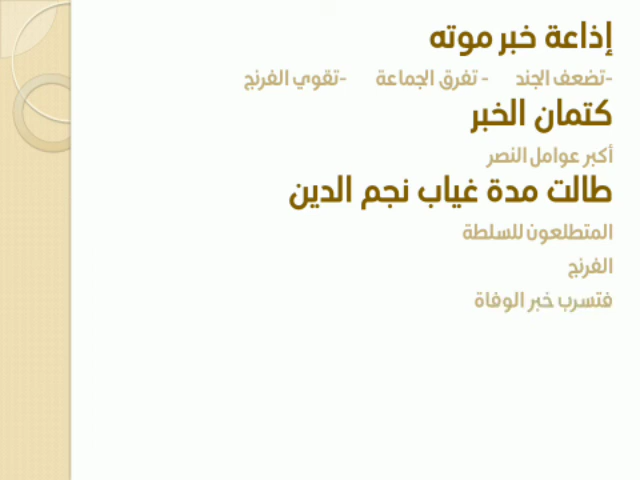 إذاعة خبر موته
-تضعف الجند - تفرق الجماعة -تقوي الفرنج
كتمان الخبر
أكبر عوامل النصر
طالت مدة غياب نجم الدين
المتطلعون للسلطة
الفرنج
فتسرب خبر الوفاة